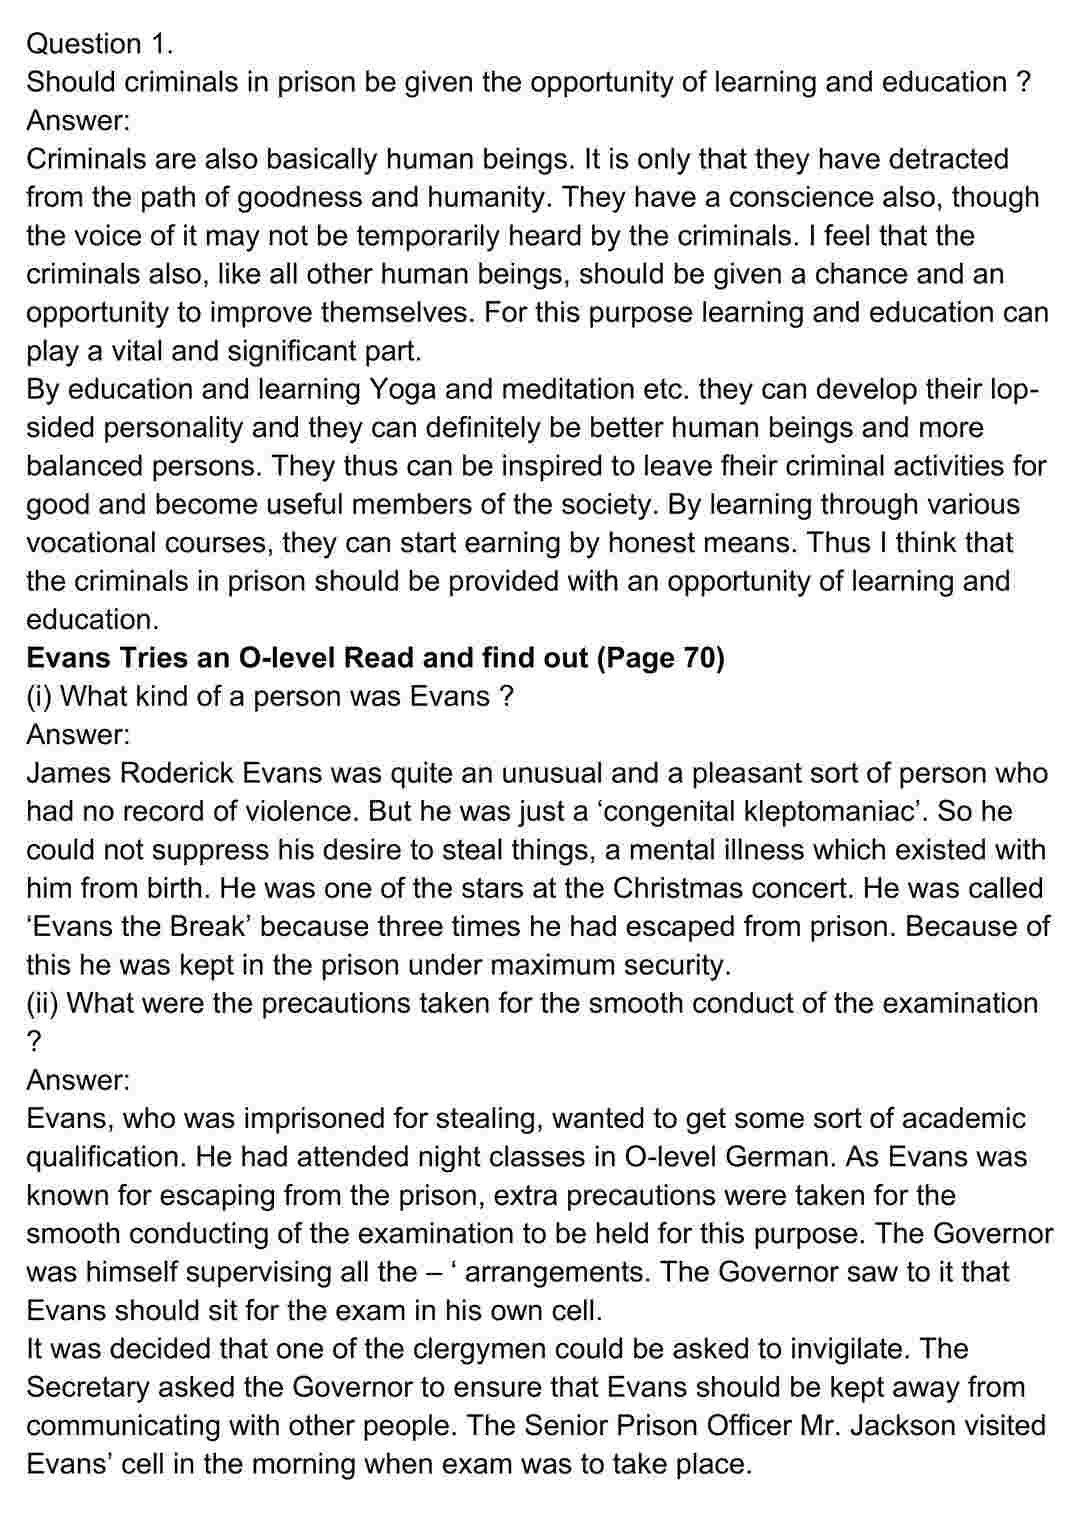 Question 1.
Should criminals in prison be given the opportunity of learning and education ?
Answer:
Criminals are also basically human beings. It is only that they have detracted
from the path of goodness and humanity. They have a conscience also, though
the voice of it may not be temporarily heard by the criminals. I feel that the
criminals also, like all other human beings, should be given a chance and an
opportunity to improve themselves. For this purpose learning and education can
play a vital and significant part.
By education and learning Yoga and meditation etc. they can develop their lop-
sided personality and they can definitely be better human beings and more
balanced persons. They thus can be inspired to leave fheir criminal activities for
good and become useful members of the society. By learning through various
vocational courses, they can start earning by honest means. Thus I think that
the criminals in prison should be provided with an opportunity of learning and
education.
Evans Tries an O-level Read and find out (Page 70)
(i) What kind of a person was Evans ?
Answer:
James Roderick Evans was quite an unusual and a pleasant sort of person who
had no record of violence. But he was just a ‘congenital kleptomaniac’. So he
could not suppress his desire to steal things, a mental illness which existed with
him from birth. He was one of the stars at the Christmas concert. He was called
‘Evans the Break’ because three times he had escaped from prison. Because of
this he was kept in the prison under maximum security.
(ii) What were the precautions taken for the smooth conduct of the examination
?
Answer:
Evans, who was imprisoned for stealing, wanted to get some sort of academic
qualification. He had attended night classes in O-level German. As Evans was
known for escaping from the prison, extra precautions were taken for the
smooth conducting of the examination to be held for this purpose. The Governor
was himself supervising all the – ‘ arrangements. The Governor saw to it that
Evans should sit for the exam in his own cell.
It was decided that one of the clergymen could be asked to invigilate. The
Secretary asked the Governor to ensure that Evans should be kept away from
communicating with other people. The Senior Prison Officer Mr. Jackson visited
Evans’ cell in the morning when exam was to take place.